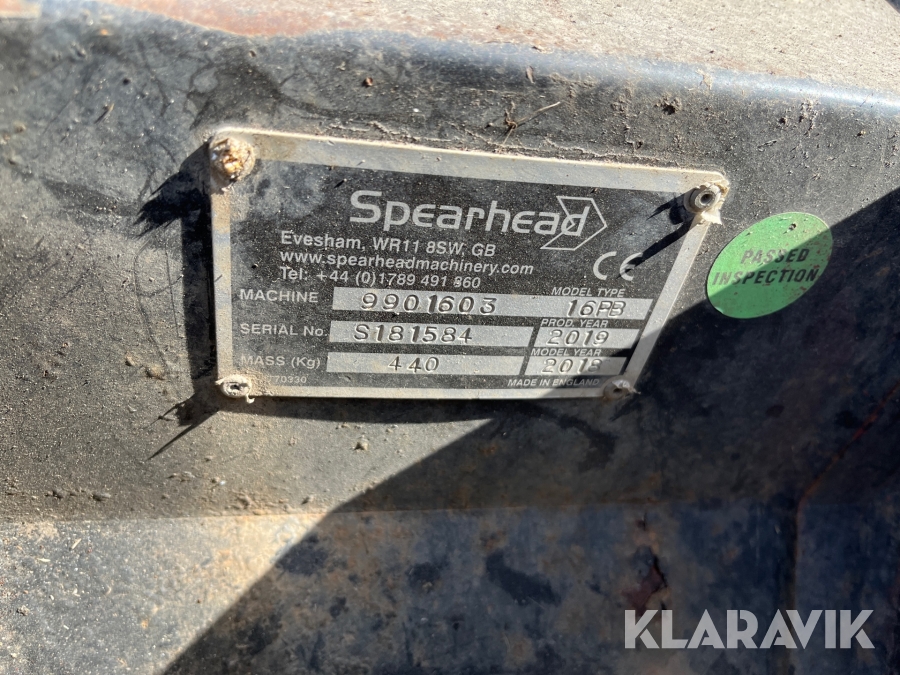 Spearhead
Evesham, WR11 8SW, GB
www.spearheadmachinery.com
Tel: +44 (0)1789 491 860
CE
MACHINE 9901603 MODEL TYPE 16PB
SERIAL No. S181584 PROD. YEAR 2019
MASS (Kg) 440 MODEL YEAR 2018
MADE IN ENGLAND
PASSED
INSPECTION
KLARAVIK